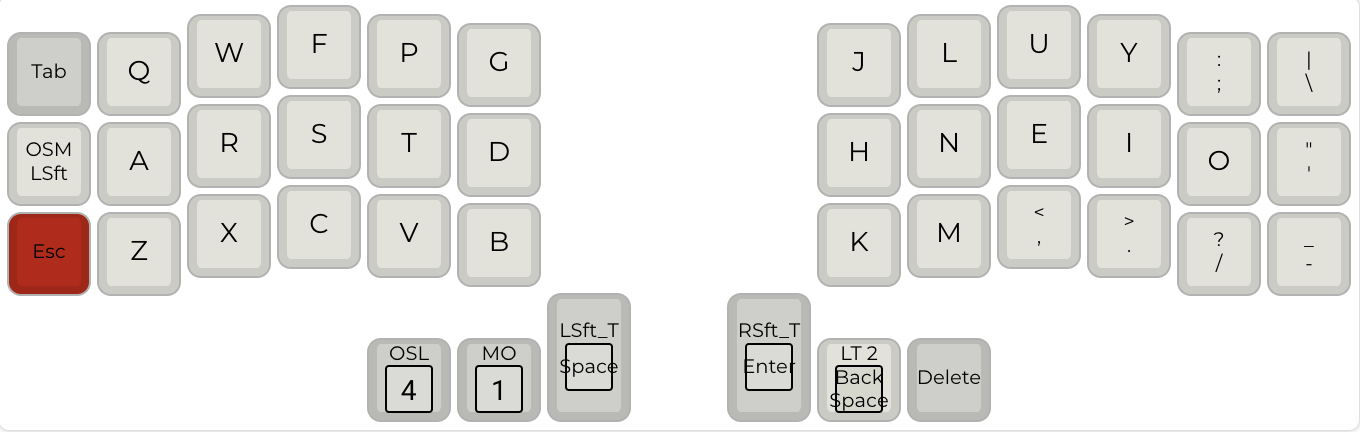 Tab Q W F P G J L U Y : ; | \
OSM LSft A R S T D H N E I O " '
Esc Z X C V B K M < , > . ? / _ -
OSL 4 MO 1 LSft_T Space RSft_T Enter LT 2 Back Space Delete